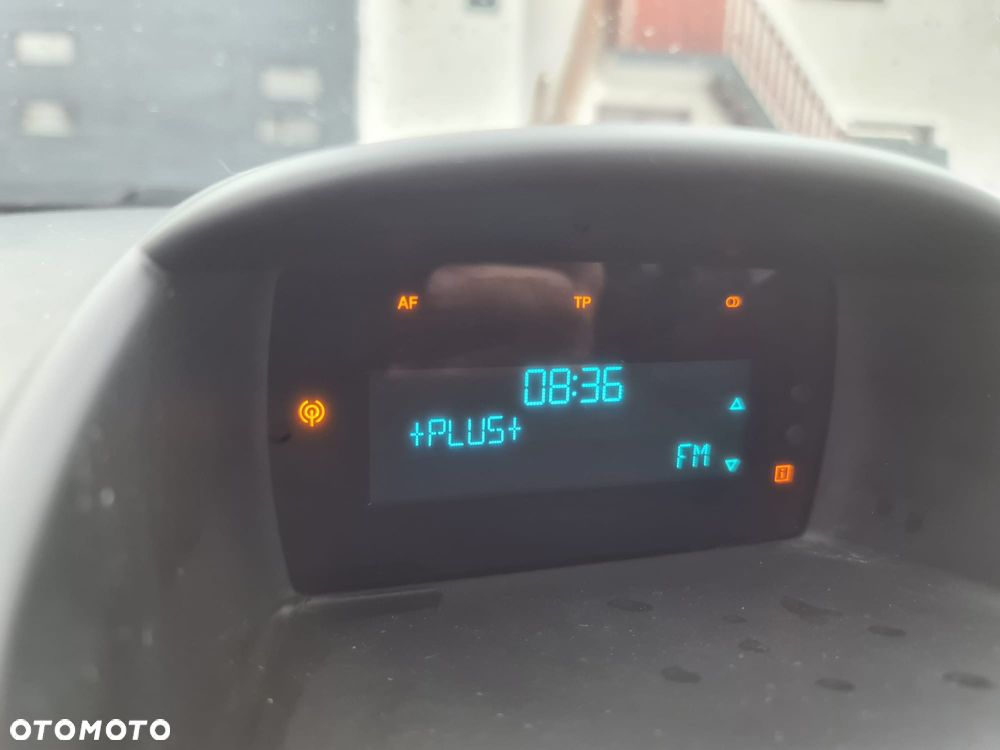 AF TP
08:36
+PLUS+
FM
i
OTOMOTO